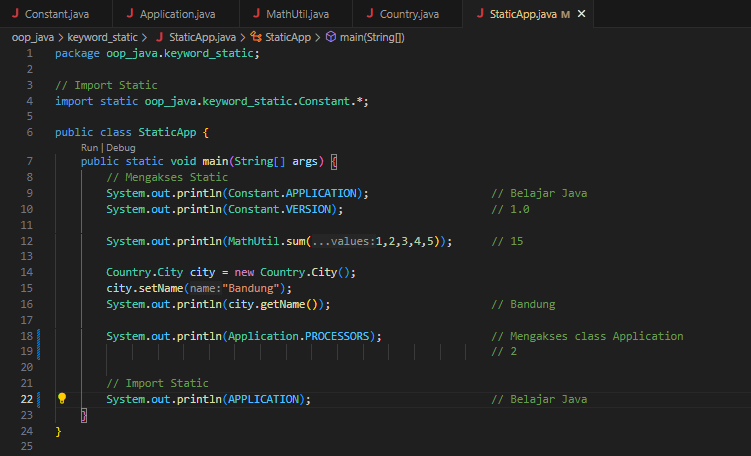 Constant.java Application.java MathUtil.java Country.java StaticApp.java M ×
oop_java > keyword_static > StaticApp.java > StaticApp > main(String[])
1 package oop_java.keyword_static;
2
3 // Import Static
4 import static oop_java.keyword_static.Constant.*;
5
6 public class StaticApp {
Run | Debug
7 public static void main(String[] args) {
8 // Mengakses Static
9 System.out.println(Constant.APPLICATION); // Belajar Java
10 System.out.println(Constant.VERSION); // 1.0
11
12 System.out.println(MathUtil.sum(...values:1,2,3,4,5)); // 15
13
14 Country.City city = new Country.City();
15 city.setName(name:"Bandung");
16 System.out.println(city.getName()); // Bandung
17
18 System.out.println(Application.PROCESSORS); // Mengakses class Application
19 // 2
20
21 // Import Static
22 System.out.println(APPLICATION); // Belajar Java
23 }
24 }
25